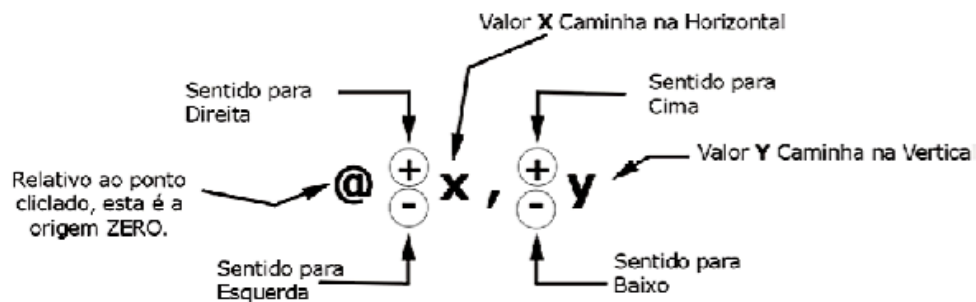 Valor X Caminha na Horizontal
Sentido para
Direita
Sentido para
Cima
@ + - x , + - y
Valor Y Caminha na Vertical
Relativo ao ponto
cliclado, esta é a
origem ZERO.
Sentido para
Esquerda
Sentido para
Baixo